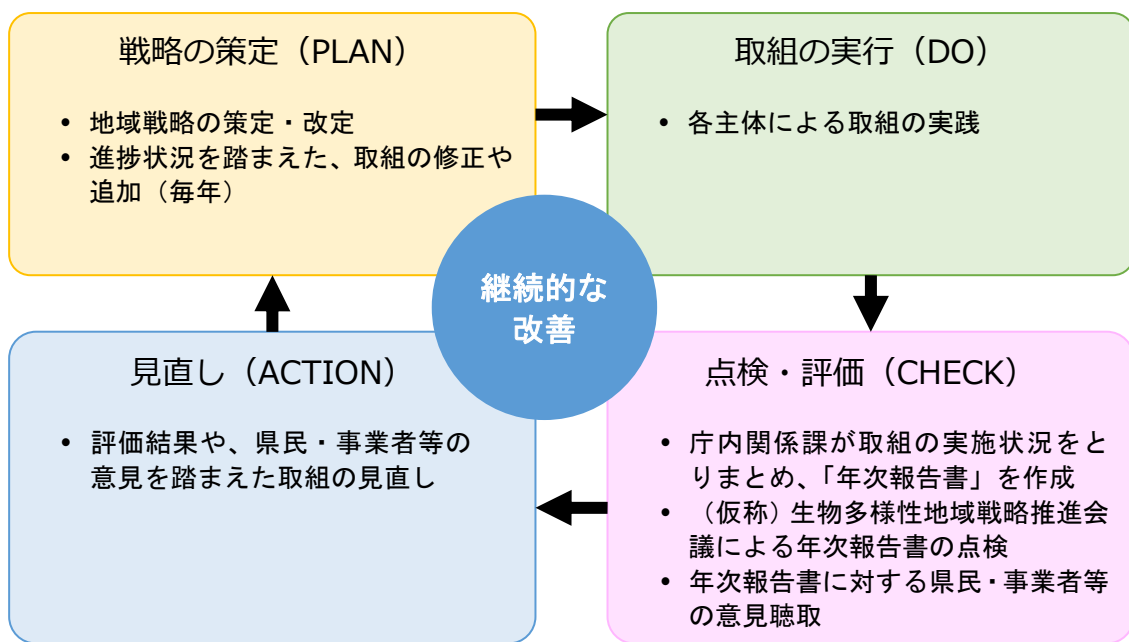 戦略の策定（PLAN）
• 地域戦略の策定・改定
• 進捗状況を踏まえた、取組の修正や
追加（毎年）
取組の実行（DO）
• 各主体による取組の実践
継続的な
改善
見直し（ACTION）
• 評価結果や、県民・事業者等の
意見を踏まえた取組の見直し
点検・評価（CHECK）
• 庁内関係課が取組の実施状況をと
りまとめ、「年次報告書」を作成
• （仮称）生物多様性地域戦略推進会
議による年次報告書の点検
• 年次報告書に対する県民・事業者等
の意見聴取